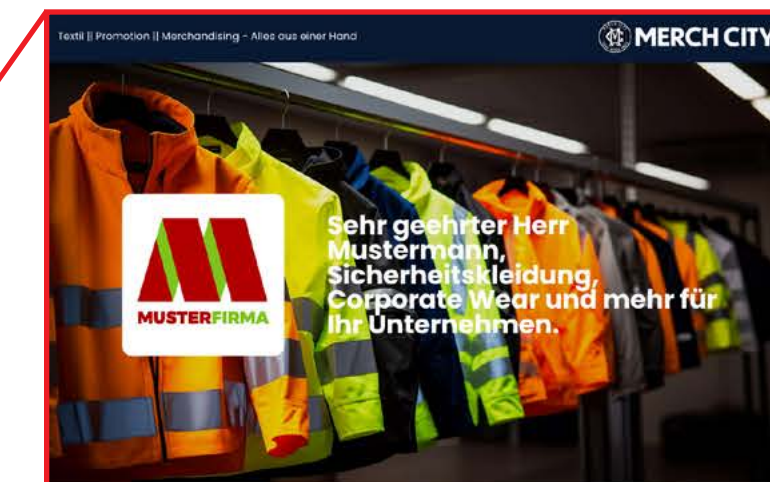 Textil || Promotion || Merchandising - Alles aus einer Hand
MERCH CITY
Sehr geehrter Herr
Mustermann,
Sicherheitskleidung,
Corporate Wear und mehr für
Ihr Unternehmen.
MUSTERFIRMA